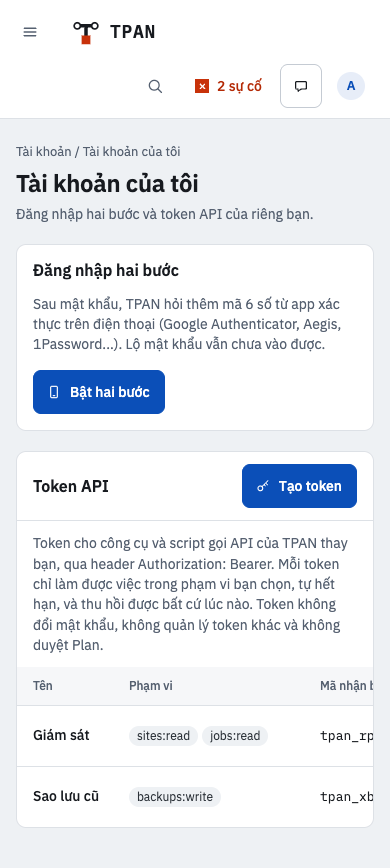 TPAN
2 sự cố
A
Tài khoản / Tài khoản của tôi
Tài khoản của tôi
Đăng nhập hai bước và token API của riêng bạn.
Đăng nhập hai bước
Sau mật khẩu, TPAN hỏi thêm mã 6 số từ app xác
thực trên điện thoại (Google Authenticator, Aegis,
1Password...). Lộ mật khẩu vẫn chưa vào được.
Bật hai bước
Token API
Tạo token
Token cho công cụ và script gọi API của TPAN thay
bạn, qua header Authorization: Bearer. Mỗi token
chỉ làm được việc trong phạm vi bạn chọn, tự hết
hạn, và thu hồi được bất cứ lúc nào. Token không
đổi mật khẩu, không quản lý token khác và không
duyệt Plan.
Tên Phạm vi Mã nhận
Giám sát sites:read jobs:read tpan_rp
Sao lưu cũ backups:write tpan_xb